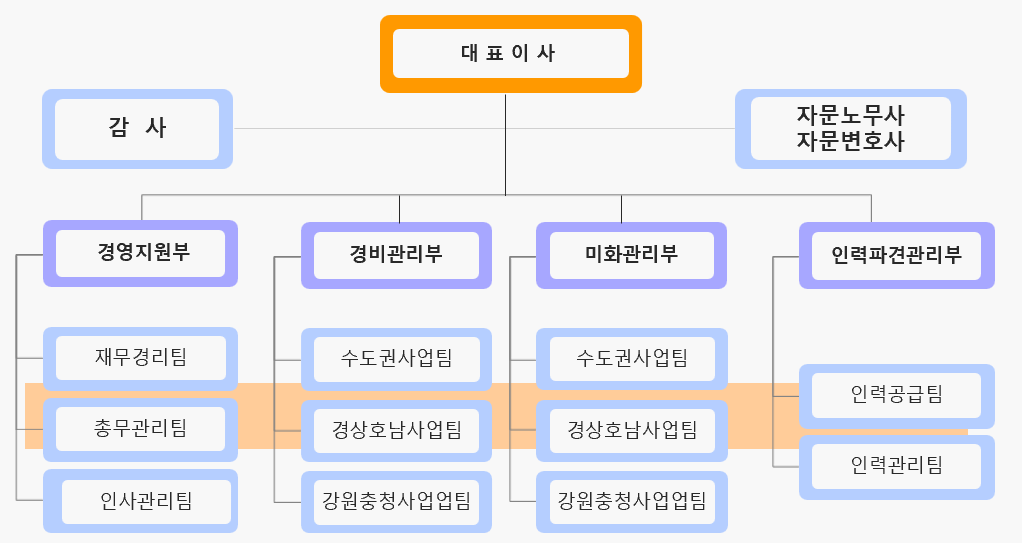 대 표 이 사
감 사
자문노무사
자문변호사
경영지원부
경비관리부
미화관리부
인력파견관리부
재무경리팀
수도권사업팀
수도권사업팀
인력공급팀
총무관리팀
경상호남사업팀
경상호남사업팀
인력관리팀
인사관리팀
강원충청사업업팀
강원충청사업업팀